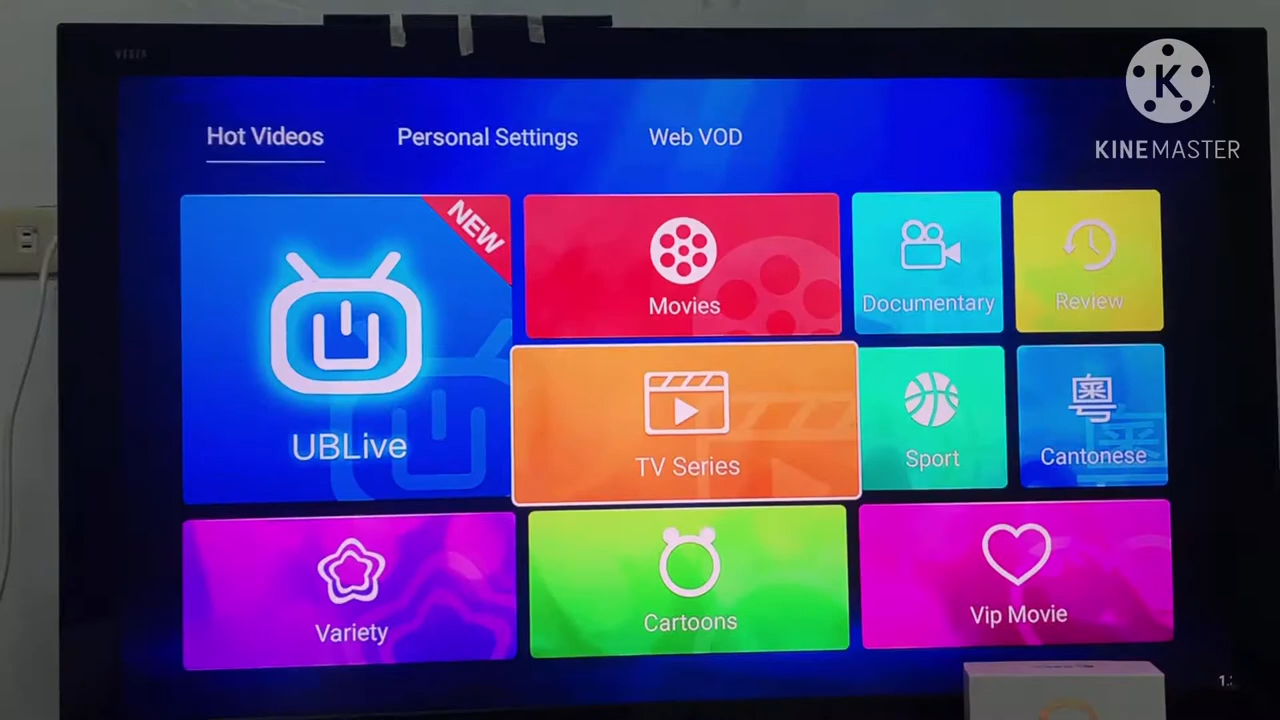 Hot Videos
Personal Settings
Web VOD
K
KINEMASTER
NEW
UBLive
Movies
Documentary
Review
TV Series
Sport
粤
Cantonese
Variety
Cartoons
Vip Movie